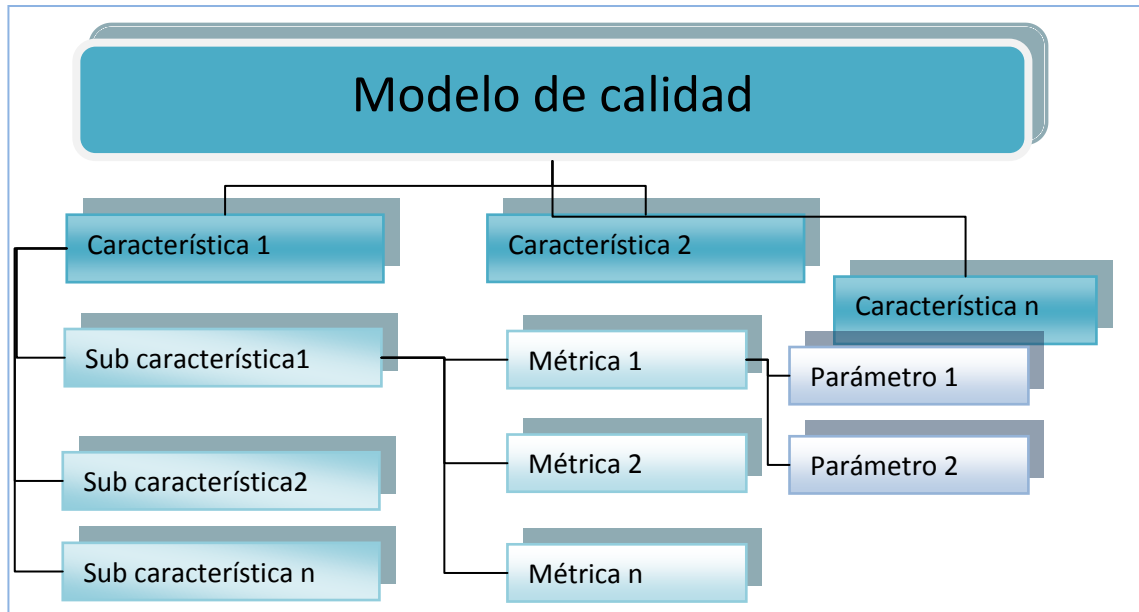 Modelo de calidad
Característica 1
Característica 2
Característica n
Sub característica1
Métrica 1
Parámetro 1
Sub característica2
Métrica 2
Parámetro 2
Sub característica n
Métrica n